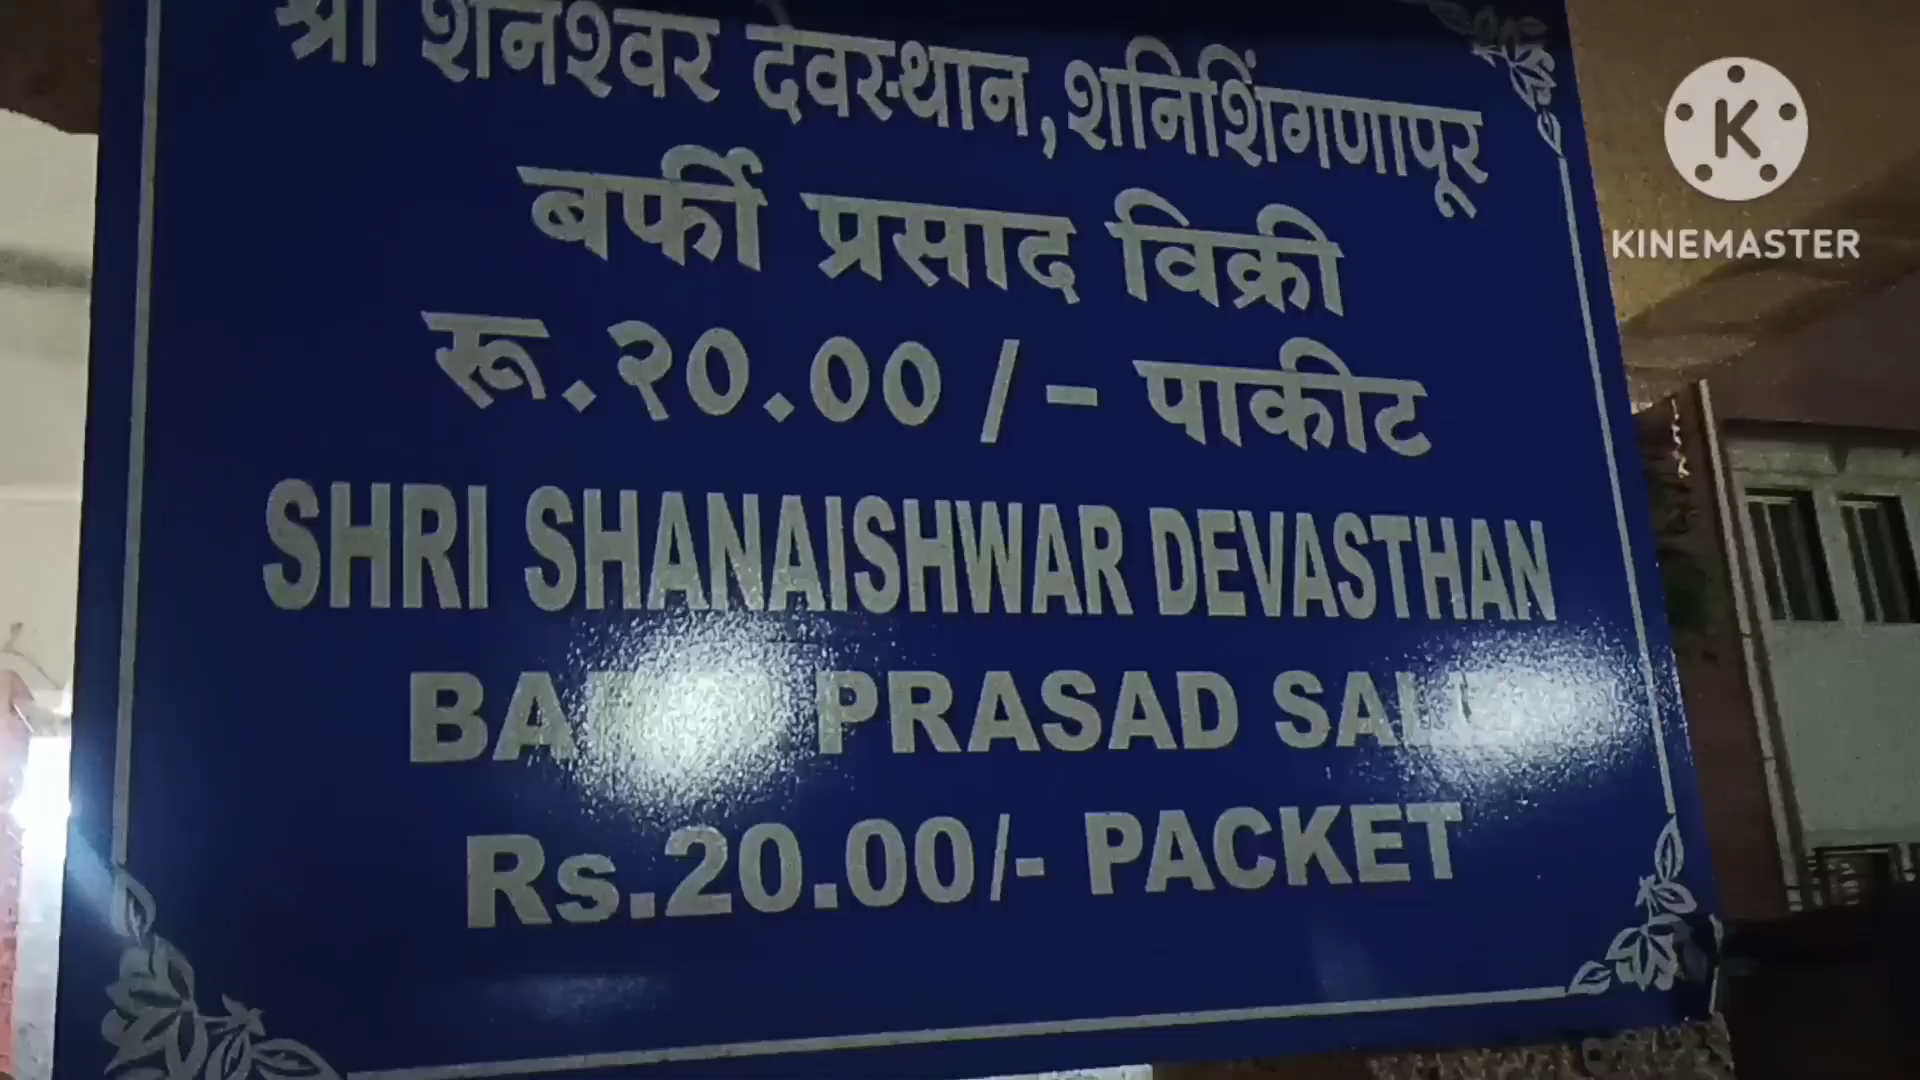 श्री शनैश्वर देवस्थान, शनिशिंगणापूर
बर्फी प्रसाद विक्री
रू.२०.०० /- पाकीट
SHRI SHANAISHWAR DEVASTHAN
PRASAD
Rs.20.00/- PACKET
K
KINEMASTER